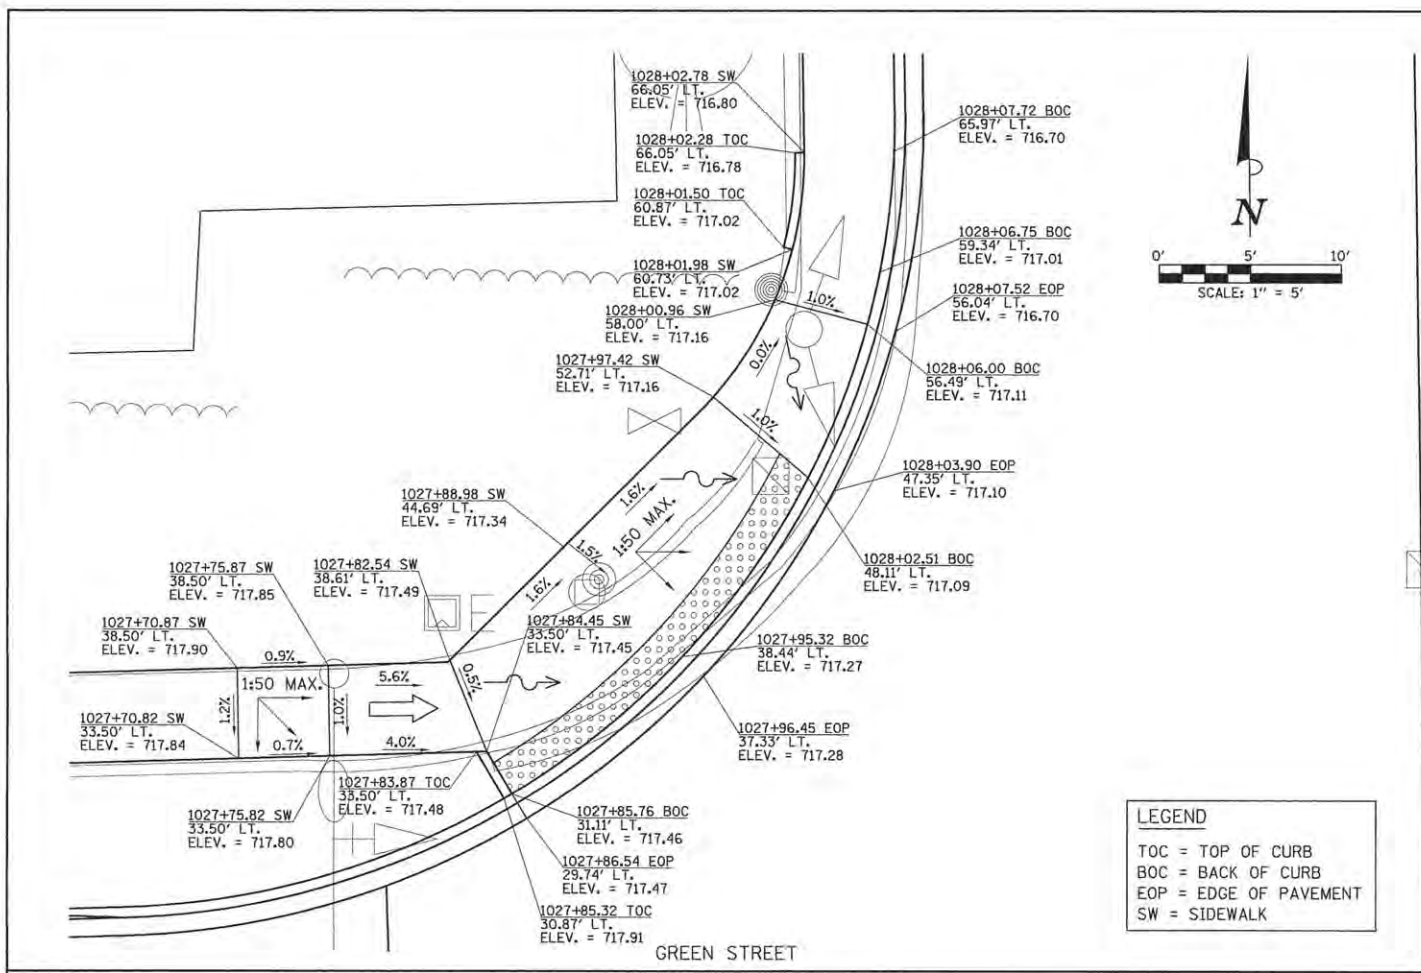 1028+02.78 SW
66.05' LT.
ELEV. = 716.80
1028+02.28 TOC
66.05' LT.
ELEV. = 716.78
1028+01.50 TOC
60.87' LT.
ELEV. = 717.02
1028+01.98 SW
60.73' LT.
ELEV. = 717.02
1028+00.96 SW
58.00' LT.
ELEV. = 717.16
1027+97.42 SW
52.71' LT.
ELEV. = 717.16
1028+07.72 BOC
65.97' LT.
ELEV. = 716.70
1028+06.75 BOC
59.34' LT.
ELEV. = 717.01
1028+07.52 EOP
56.04' LT.
ELEV. = 716.70
1028+06.00 BOC
56.49' LT.
ELEV. = 717.11
1028+03.90 EOP
47.35' LT.
ELEV. = 717.10
1028+02.51 BOC
48.11' LT.
ELEV. = 717.09
N
0' 5' 10'
SCALE: 1" = 5'
1.0%
0.0%
1.0%
1.6%
1:50 MAX.
1.5%
1.6%
1027+88.98 SW
44.69' LT.
ELEV. = 717.34
1027+82.54 SW
38.61' LT.
ELEV. = 717.49
1027+75.87 SW
38.50' LT.
ELEV. = 717.85
1027+70.87 SW
38.50' LT.
ELEV. = 717.90
E
1027+84.45 SW
33.50' LT.
ELEV. = 717.45
1027+95.32 BOC
38.44' LT.
ELEV. = 717.27
0.9%
1:50 MAX.
5.6%
0.5%
1.2%
1.0%
0.7%
4.0%
1027+70.82 SW
33.50' LT.
ELEV. = 717.84
1027+96.45 EOP
37.33' LT.
ELEV. = 717.28
1027+83.87 TOC
33.50' LT.
ELEV. = 717.48
1027+75.82 SW
33.50' LT.
ELEV. = 717.80
1027+85.76 BOC
31.11' LT.
ELEV. = 717.46
1027+86.54 EOP
29.74' LT.
ELEV. = 717.47
1027+85.32 TOC
30.87' LT.
ELEV. = 717.91
GREEN STREET
LEGEND
TOC = TOP OF CURB
BOC = BACK OF CURB
EOP = EDGE OF PAVEMENT
SW = SIDEWALK